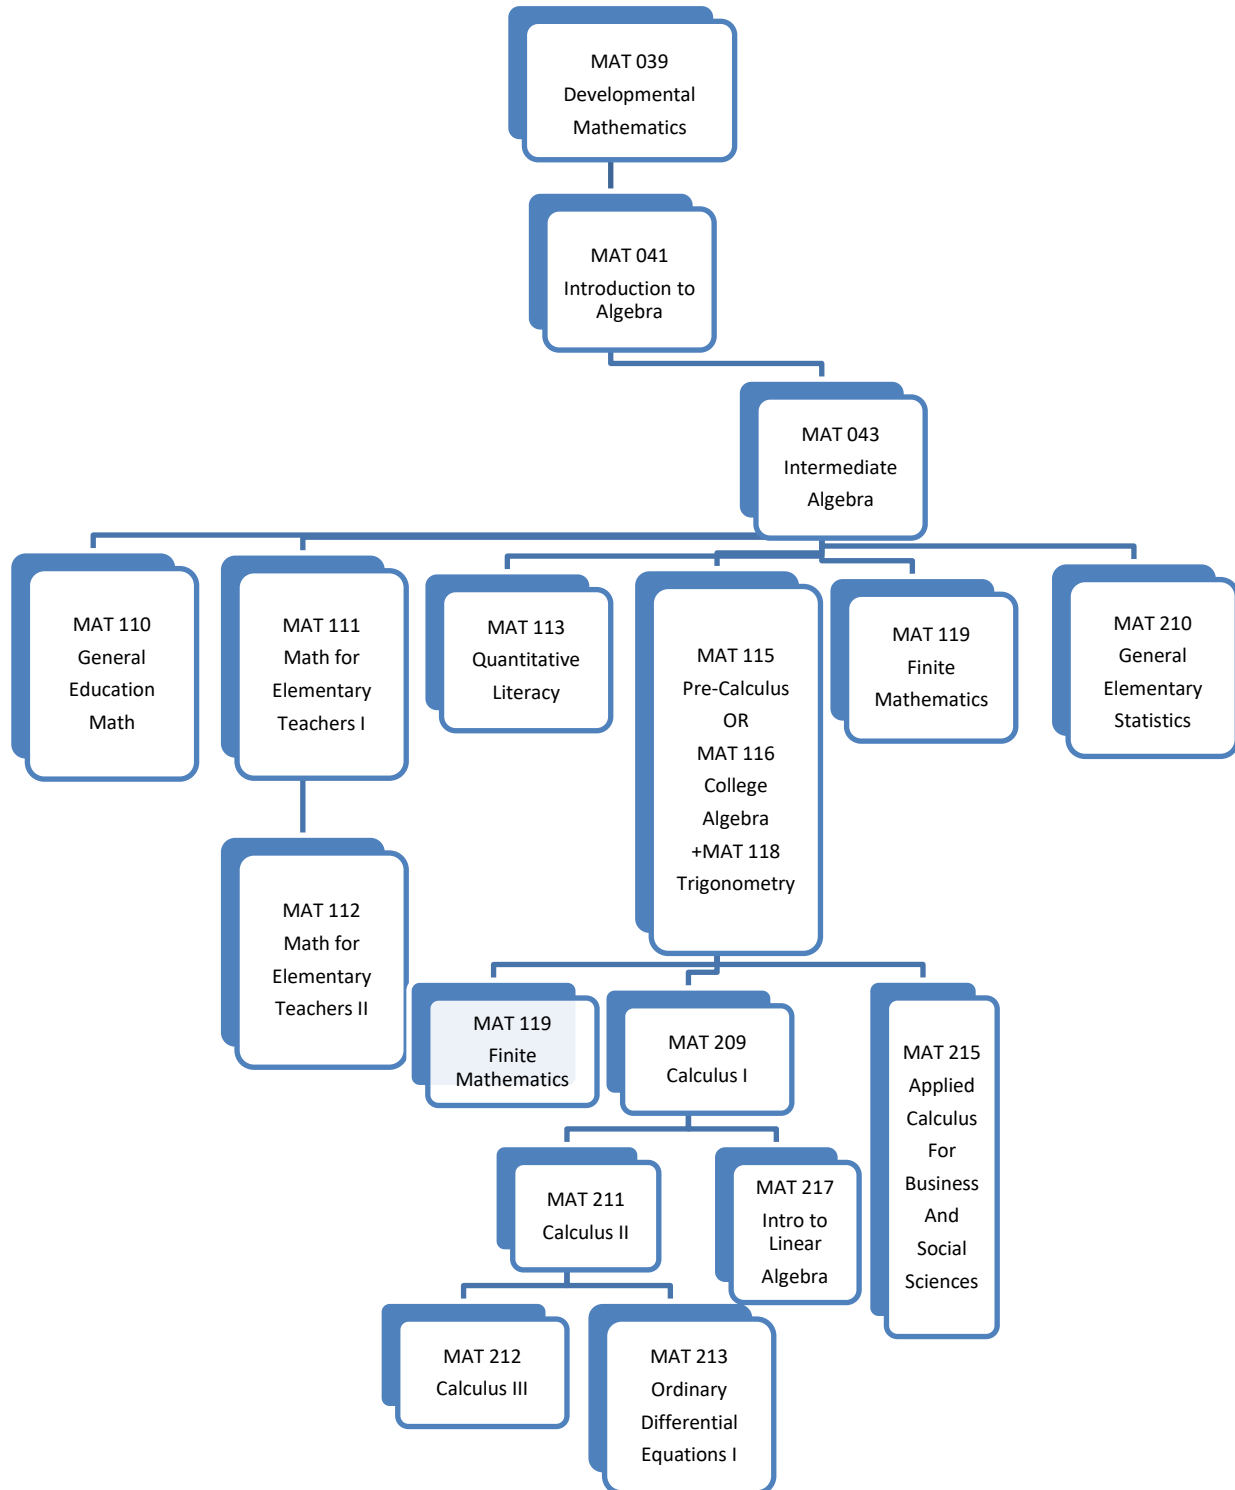 MAT 039
Developmental
Mathematics
MAT 041
Introduction to
Algebra
MAT 043
Intermediate
Algebra
MAT 110
General
Education
Math
MAT 111
Math for
Elementary
Teachers I
MAT 113
Quantitative
Literacy
MAT 115
Pre-Calculus
OR
MAT 116
College
Algebra
+MAT 118
Trigonometry
MAT 119
Finite
Mathematics
MAT 210
General
Elementary
Statistics
MAT 112
Math for
Elementary
Teachers II
MAT 119
Finite
Mathematics
MAT 209
Calculus I
MAT 215
Applied
Calculus
For
Business
And
Social
Sciences
MAT 211
Calculus II
MAT 217
Intro to
Linear
Algebra
MAT 212
Calculus III
MAT 213
Ordinary
Differential
Equations I